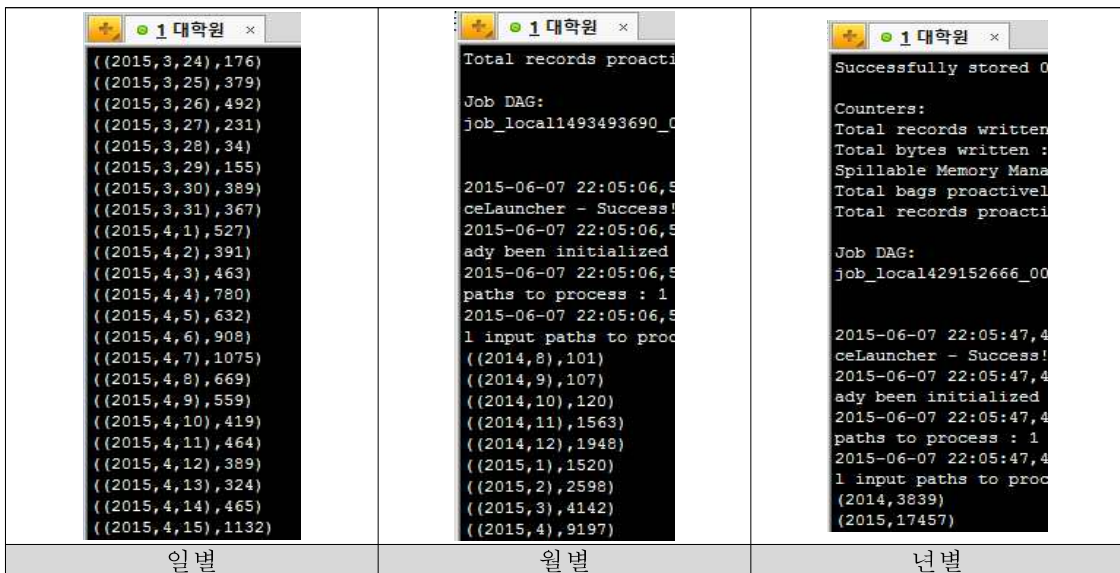 1 대학원 ×
((2015,3,24),176)
((2015,3,25),379)
((2015,3,26),492)
((2015,3,27),231)
((2015,3,28),34)
((2015,3,29),155)
((2015,3,30),389)
((2015,3,31),367)
((2015,4,1),527)
((2015,4,2),391)
((2015,4,3),463)
((2015,4,4),780)
((2015,4,5),632)
((2015,4,6),908)
((2015,4,7),1075)
((2015,4,8),669)
((2015,4,9),559)
((2015,4,10),419)
((2015,4,11),464)
((2015,4,12),389)
((2015,4,13),324)
((2015,4,14),465)
((2015,4,15),1132)
일별
1 대학원 ×
Total records proacti
Job DAG:
job_local1493493690_0
2015-06-07 22:05:06,5
ceLauncher - Success!
2015-06-07 22:05:06,5
ady been initialized
2015-06-07 22:05:06,5
paths to process : 1
2015-06-07 22:05:06,5
l input paths to proc
((2014,8),101)
((2014,9),107)
((2014,10),120)
((2014,11),1563)
((2014,12),1948)
((2015,1),1520)
((2015,2),2598)
((2015,3),4142)
((2015,4),9197)
월별
1 대학원 ×
Successfully stored 0
Counters:
Total records written
Total bytes written :
Spillable Memory Mana
Total bags proactivel
Total records proacti
Job DAG:
job_local429152666_00
2015-06-07 22:05:47,4
ceLauncher - Success!
2015-06-07 22:05:47,4
ady been initialized
2015-06-07 22:05:47,4
paths to process : 1
2015-06-07 22:05:47,4
l input paths to proc
(2014,3839)
(2015,17457)
년별